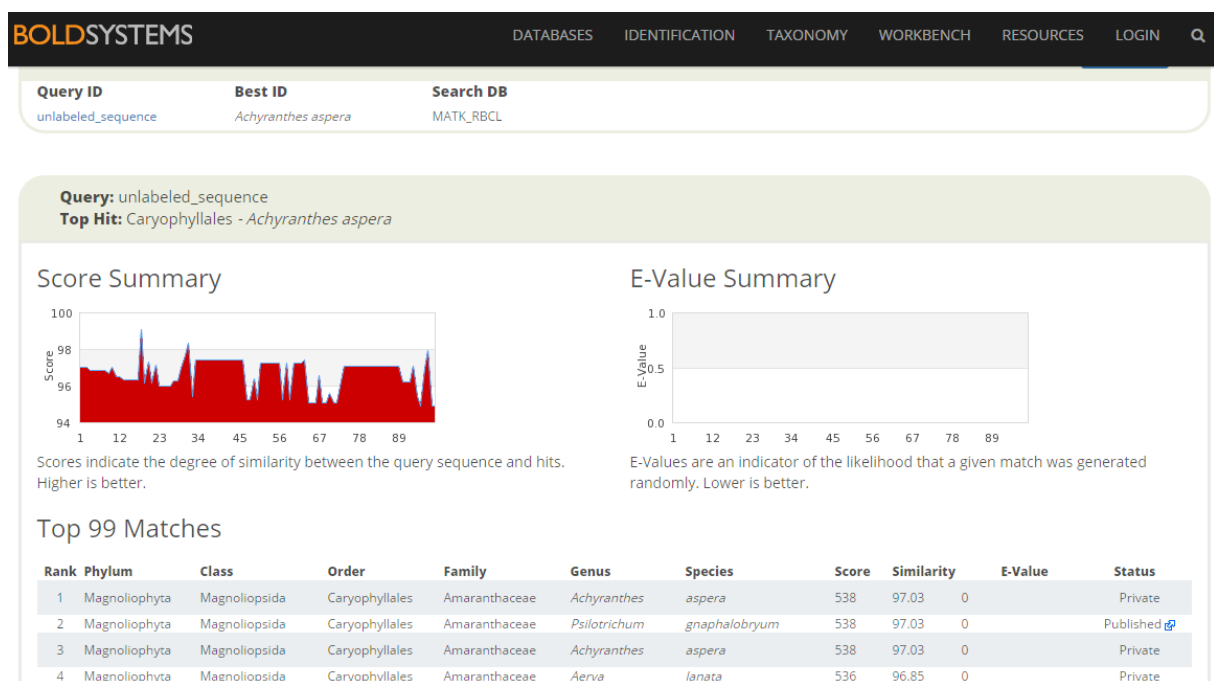 BOLDSYSTEMS DATABASES IDENTIFICATION TAXONOMY WORKBENCH RESOURCES LOGIN
Query ID Best ID Search DB
unlabeled_sequence Achyranthes aspera MATK_RBCL
Query: unlabeled_sequence
Top Hit: Caryophyllales - Achyranthes aspera
Score Summary
100
98
96
94
Score
1 12 23 34 45 56 67 78 89
Scores indicate the degree of similarity between the query sequence and hits.
Higher is better.
E-Value Summary
1.0
0.5
0.0
E-Value
1 12 23 34 45 56 67 78 89
E-Values are an indicator of the likelihood that a given match was generated
randomly. Lower is better.
Top 99 Matches
Rank Phylum Class Order Family Genus Species Score Similarity E-Value Status
1 Magnoliophyta Magnoliopsida Caryophyllales Amaranthaceae Achyranthes aspera 538 97.03 0 Private
2 Magnoliophyta Magnoliopsida Caryophyllales Amaranthaceae Psilotrichum gnaphalobryum 538 97.03 0 Published
3 Magnoliophyta Magnoliopsida Caryophyllales Amaranthaceae Achyranthes aspera 538 97.03 0 Private
4 Magnoliophyta Magnoliopsida Caryophyllales Amaranthaceae Aerva lanata 536 96.85 0 Private